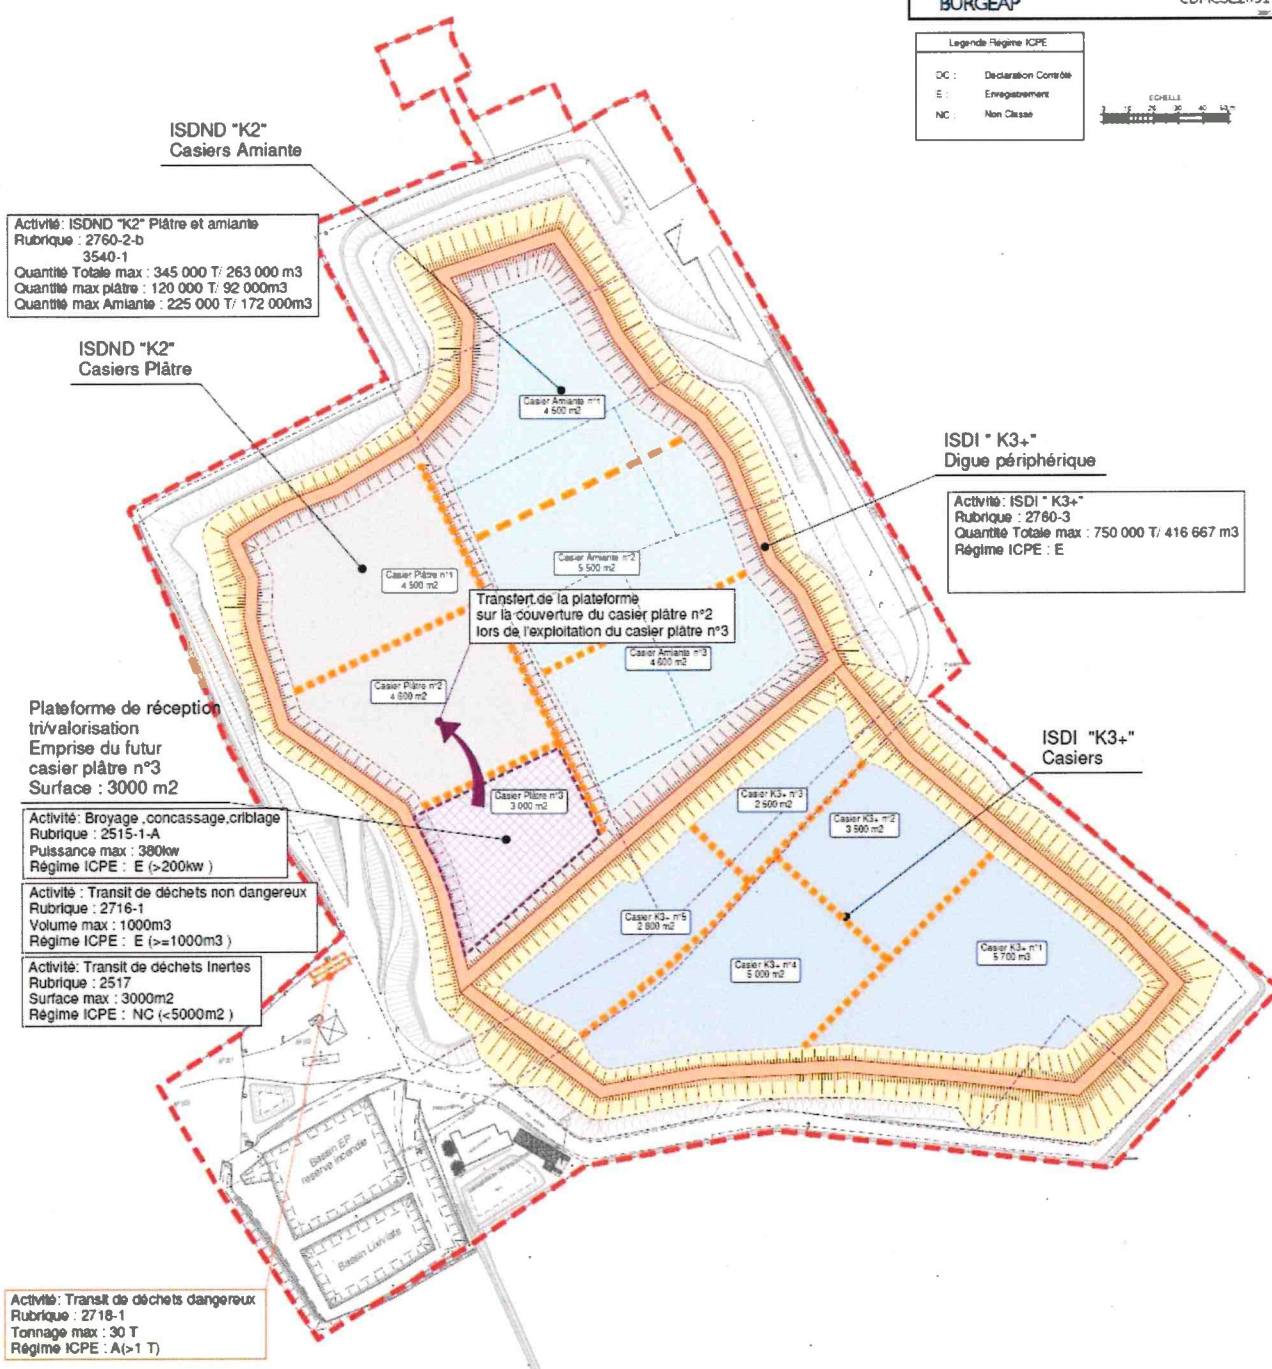 BURGEAP
Legende Régime ICPE
DC : Declaration Contrôle
E : Enregistrement
NC : Non Classe
ECHELLE
ISDND "K2"
Casiers Amiante
Activité: ISDND "K2" Plâtre et amiante
Rubrique : 2760-2-b
3540-1
Quantité Totale max : 345 000 T/ 263 000 m3
Quantité max plâtre : 120 000 T/ 92 000m3
Quantité max Amiante : 225 000 T/ 172 000m3
ISDND "K2"
Casiers Plâtre
Casier Amiante n°1
4 500 m2
ISDI " K3+"
Digue périphérique
Activité: ISDI " K3+"
Rubrique : 2760-3
Quantité Totale max : 750 000 T/ 416 667 m3
Régime ICPE : E
Casier Amiante n°2
5 500 m2
Casier Plâtre n°1
4 500 m2
Transfert de la plateforme
sur la couverture du casier plâtre n°2
lors de l'exploitation du casier plâtre n°3
Casier Amiante n°3
4 600 m2
Casier Plâtre n°2
4 600 m2
Plateforme de réception
tri/valorisation
Emprise du futur
casier plâtre n°3
Surface : 3000 m2
ISDI "K3+"
Casiers
Casier Plâtre n°3
3 000 m2
Casier K3+ n°3
2 600 m2
Casier K3+ n°2
3 500 m2
Activité: Broyage ,concassage,criblage
Rubrique : 2515-1-A
Puissance max : 380kw
Régime ICPE : E (>200kw )
Activité : Transit de déchets non dangereux
Rubrique : 2716-1
Volume max : 1000m3
Régime ICPE : E (>=1000m3 )
Casier K3+ n°5
2 800 m2
Casier K3+ n°4
5 000 m2
Casier K3+ n°1
5 700 m3
Activité: Transit de déchets Inertes
Rubrique : 2517
Surface max : 3000m2
Régime ICPE : NC (<5000m2 )
Bassin EP
reserve incendie
Bassin Lixiviats
Activité: Transit de déchets dangereux
Rubrique : 2718-1
Tonnage max : 30 T
Régime ICPE : A(>1 T)